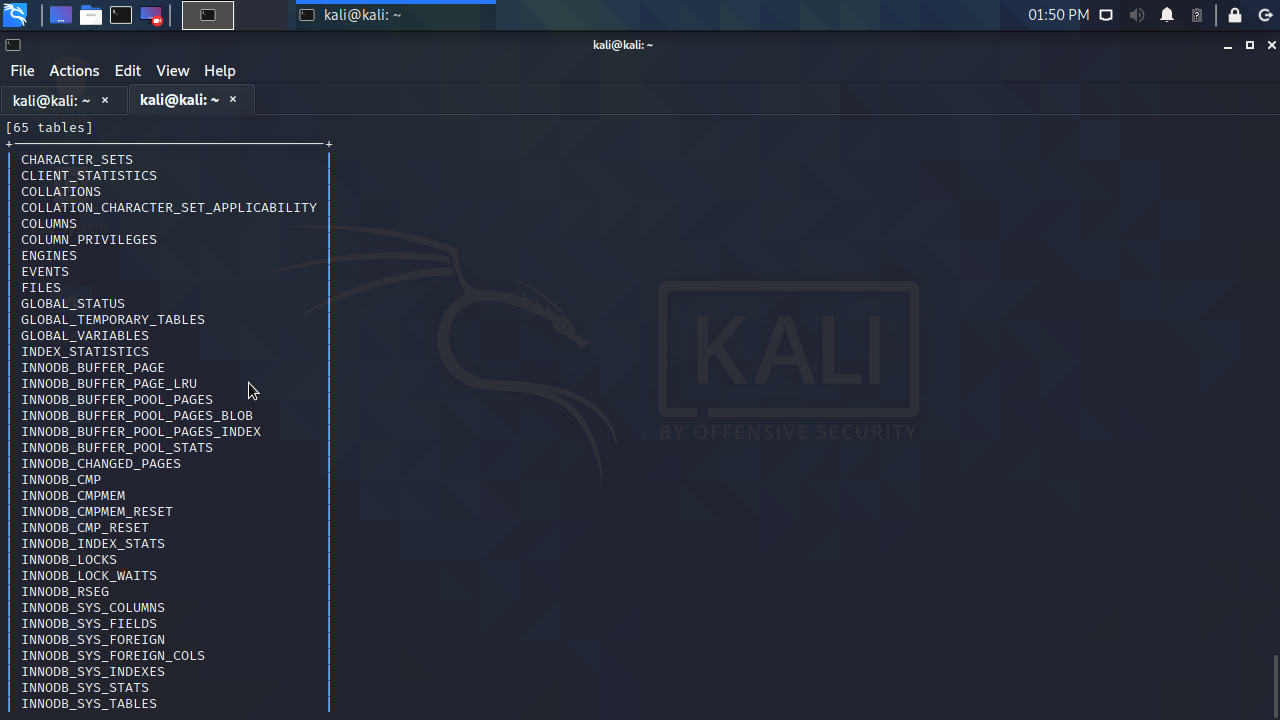 kali@kali: ~ 01:50 PM
kali@kali: ~
File Actions Edit View Help
kali@kali: ~ × kali@kali: ~ ×
[65 tables]
CHARACTER_SETS
CLIENT_STATISTICS
COLLATIONS
COLLATION_CHARACTER_SET_APPLICABILITY
COLUMNS
COLUMN_PRIVILEGES
ENGINES
EVENTS
FILES
GLOBAL_STATUS
GLOBAL_TEMPORARY_TABLES
GLOBAL_VARIABLES
INDEX_STATISTICS
INNODB_BUFFER_PAGE
INNODB_BUFFER_PAGE_LRU
INNODB_BUFFER_POOL_PAGES
INNODB_BUFFER_POOL_PAGES_BLOB
INNODB_BUFFER_POOL_PAGES_INDEX
INNODB_BUFFER_POOL_STATS
INNODB_CHANGED_PAGES
INNODB_CMP
INNODB_CMPMEM
INNODB_CMPMEM_RESET
INNODB_CMP_RESET
INNODB_INDEX_STATS
INNODB_LOCKS
INNODB_LOCK_WAITS
INNODB_RSEG
INNODB_SYS_COLUMNS
INNODB_SYS_FIELDS
INNODB_SYS_FOREIGN
INNODB_SYS_FOREIGN_COLS
INNODB_SYS_INDEXES
INNODB_SYS_STATS
INNODB_SYS_TABLES
KALI
BY OFFENSIVE SECURITY